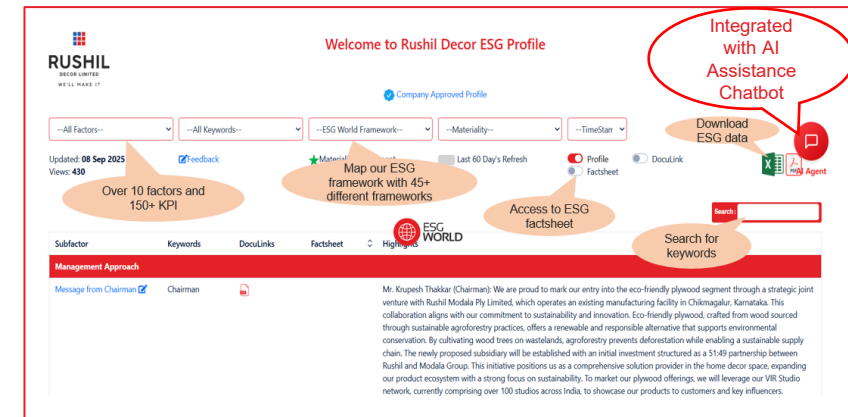 RUSHIL
DECOR LIMITED
WE'LL MAKE IT
Welcome to Rushil Decor ESG Profile
Company Approved Profile
Integrated
with AI
Assistance
Chatbot
--All Factors--
--All Keywords--
--ESG World Framework--
--Materiality--
--TimeStam
Download
ESG data
Updated: 08 Sep 2025
Views: 430
Feedback
Last 60 Day's Refresh
Profile
Factsheet
DocuLink
AI Agent
Over 10 factors and
150+ KPI
Map our ESG
framework with 45+
different frameworks
Access to ESG
factsheet
Search :
Search for
keywords
ESG
WORLD
Subfactor Keywords DocuLinks Factsheet Highlights
Management Approach
Message from Chairman Chairman
Mr. Krupesh Thakkar (Chairman): We are proud to mark our entry into the eco-friendly plywood segment through a strategic joint
venture with Rushil Modala Ply Limited, which operates an existing manufacturing facility in Chikmagalur, Karnataka. This
collaboration aligns with our commitment to sustainability and innovation. Eco-friendly plywood, crafted from wood sourced
through sustainable agroforestry practices, offers a renewable and responsible alternative that supports environmental
conservation. By cultivating wood trees on wastelands, agroforestry prevents deforestation while enabling a sustainable supply
chain. The newly proposed subsidiary will be established with an initial investment structured as a 51:49 partnership between
Rushil and Modala Group. This initiative positions us as a comprehensive solution provider in the home decor space, expanding
our product ecosystem with a strong focus on sustainability. To market our plywood offerings, we will leverage our VIR Studio
network, currently comprising over 100 studios across India, to showcase our products to customers and key influencers.